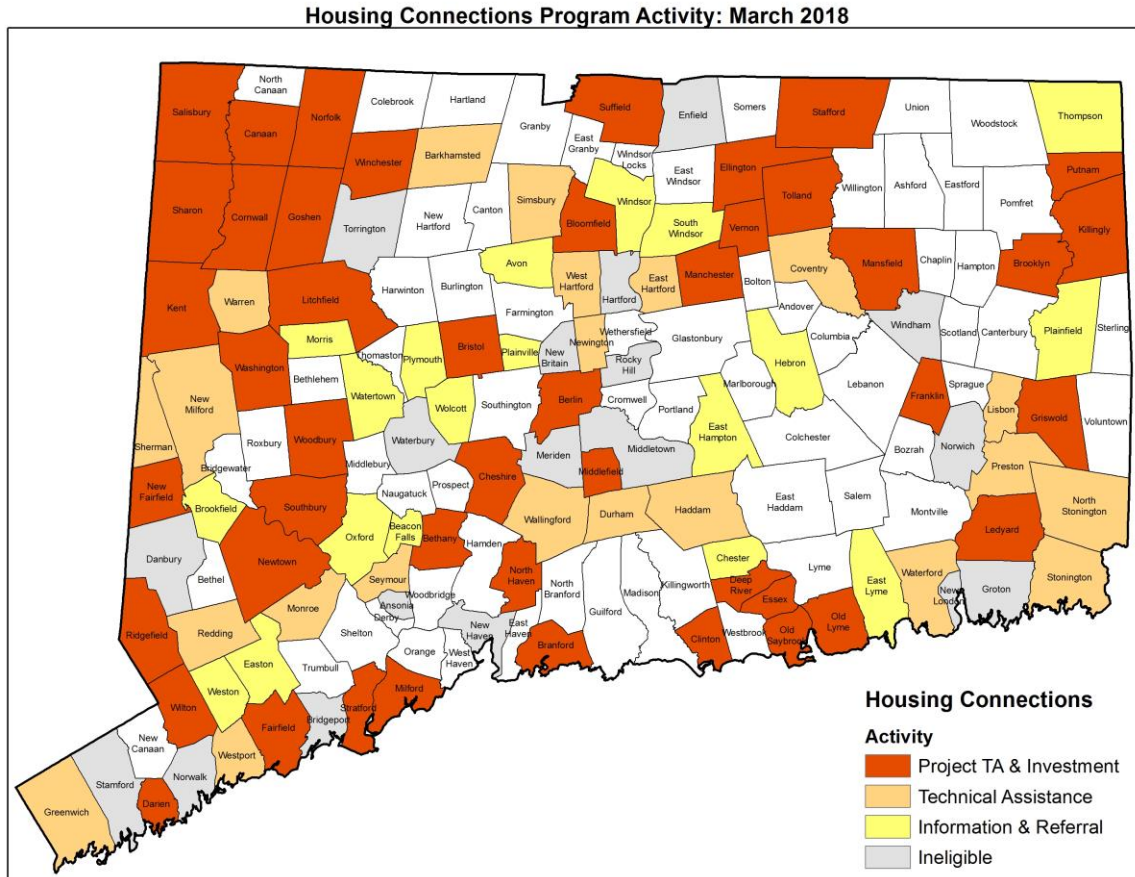 Housing Connections Program Activity: March 2018
North
Canaan
Colebrook
Hartland
Salisbury
Canaan
Norfolk
Winchester
Barkhamsted
Granby
Suffield
East
Granby
Windsor
Locks
Enfield
Somers
Stafford
Union
Woodstock
Thompson
Putnam
Sharon
Cornwall
Goshen
Torrington
New
Hartford
Canton
Simsbury
Bloomfield
Windsor
East
Windsor
South
Windsor
Ellington
Vernon
Tolland
Willington
Ashford
Eastford
Pomfret
Killingly
Kent
Warren
Litchfield
Harwinton
Burlington
Avon
Farmington
West
Hartford
Hartford
East
Hartford
Manchester
Bolton
Coventry
Andover
Mansfield
Chaplin
Hampton
Brooklyn
Morris
Washington
Bethlehem
Thomaston
Plymouth
Bristol
Plainville
New
Britain
Newington
Wethersfield
Rocky
Hill
Glastonbury
Hebron
Columbia
Windham
Scotland
Canterbury
Plainfield
Sterling
New
Milford
Sherman
Roxbury
Bridgewater
Woodbury
Watertown
Wolcott
Waterbury
Middlebury
Southington
Berlin
Cromwell
Portland
Marlborough
East
Hampton
Lebanon
Colchester
Franklin
Sprague
Bozrah
Norwich
Lisbon
Griswold
Voluntown
Preston
North
Stonington
New
Fairfield
Brookfield
Southbury
Naugatuck
Prospect
Cheshire
Meriden
Middlefield
Middletown
Wallingford
Durham
Haddam
East
Haddam
Salem
Montville
Ledyard
Danbury
Bethel
Newtown
Oxford
Beacon
Falls
Bethany
Hamden
North
Haven
Seymour
Woodbridge
Ansonia
Derby
North
Branford
Guilford
Madison
Killingworth
Chester
Deep
River
Essex
Lyme
East
Lyme
Waterford
New
London
Groton
Stonington
Ridgefield
Redding
Monroe
Shelton
Orange
West
Haven
New
Haven
East
Haven
Branford
Clinton
Westbrook
Old
Saybrook
Old
Lyme
Wilton
Weston
Easton
Trumbull
Bridgeport
Stratford
Milford
Fairfield
Westport
New
Canaan
Norwalk
Stamford
Darien
Greenwich
Housing Connections
Activity
Project TA & Investment
Technical Assistance
Information & Referral
Ineligible